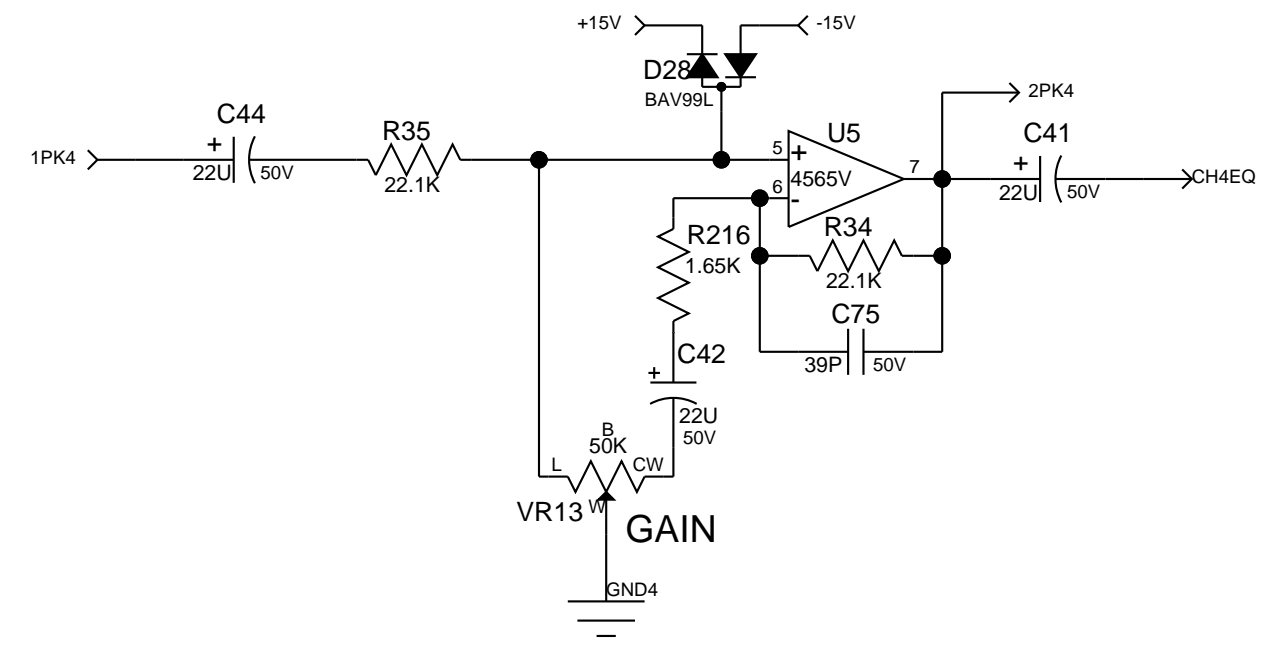 +15V
-15V
D28
BAV99L
2PK4
C44
+
22U
50V
1PK4
R35
22.1K
5
+
U5
4565V
6
-
7
C41
+
22U
50V
CH4EQ
R216
1.65K
R34
22.1K
C75
39P
50V
C42
+
22U
50V
B
50K
L
CW
VR13
W
GAIN
GND4